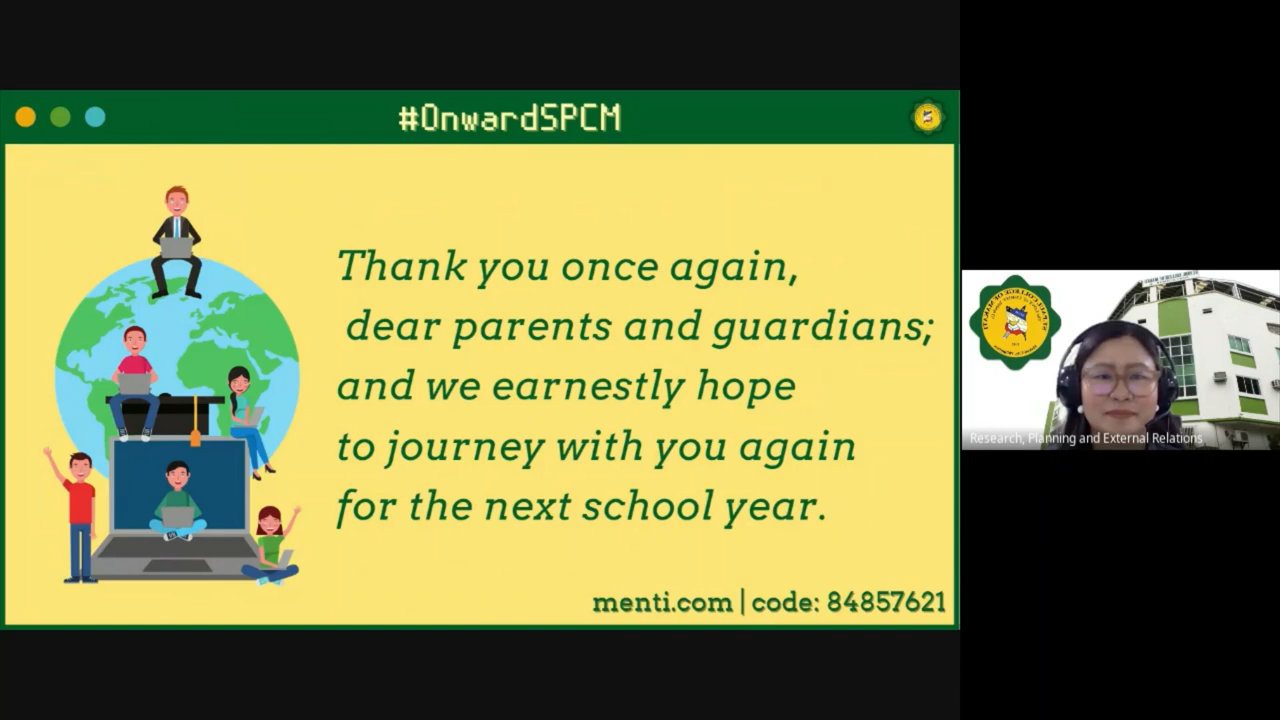 #OnwardSPCM
Thank you once again,
dear parents and guardians;
and we earnestly hope
to journey with you again
for the next school year.
menti.com | code: 84857621
Research, Planning and External Relations